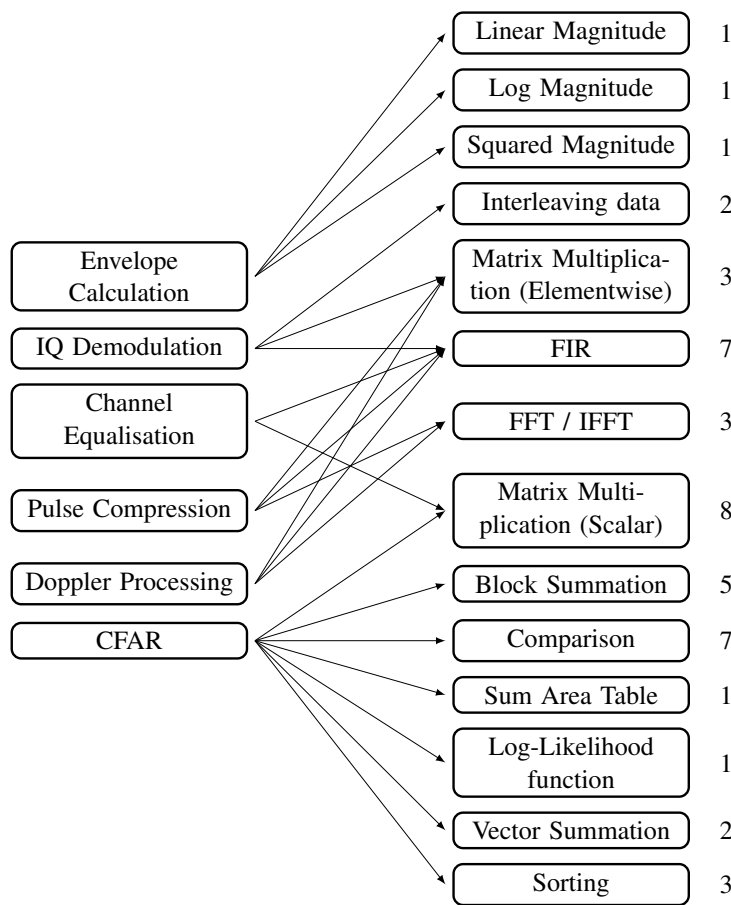 Linear Magnitude 1
Log Magnitude 1
Squared Magnitude 1
Interleaving data 2
Envelope
Calculation
Matrix Multiplica-
tion (Elementwise) 3
IQ Demodulation
FIR 7
Channel
Equalisation
FFT / IFFT 3
Pulse Compression
Matrix Multi-
plication (Scalar) 8
Doppler Processing
Block Summation 5
CFAR
Comparison 7
Sum Area Table 1
Log-Likelihood
function 1
Vector Summation 2
Sorting 3